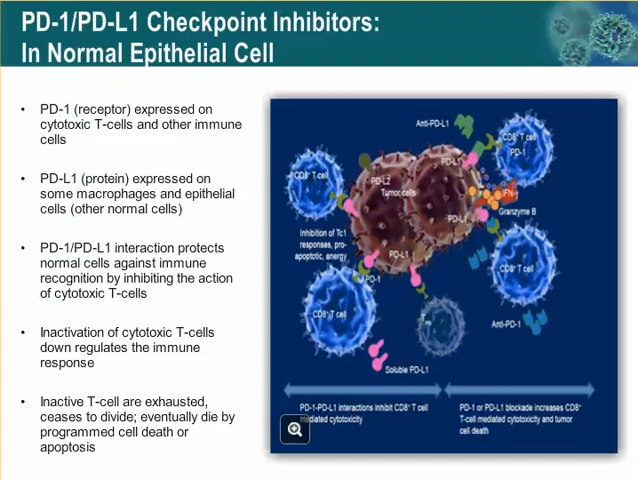 PD-1/PD-L1 Checkpoint Inhibitors:
In Normal Epithelial Cell
• PD-1 (receptor) expressed on
cytotoxic T-cells and other immune
cells
• PD-L1 (protein) expressed on
some macrophages and epithelial
cells (other normal cells)
• PD-1/PD-L1 interaction protects
normal cells against immune
recognition by inhibiting the action
of cytotoxic T-cells
• Inactivation of cytotoxic T-cells
down regulates the immune
response
• Inactive T-cell are exhausted,
ceases to divide; eventually die by
programmed cell death or
apoptosis
Anti-PD-L1
CD8⁺ T cell
PD-1
PD-L1
CD8⁺ T cell
PD-L2
Tumor cells
IFN-γ
Granzyme B
PD-L1
Inhibition of Tc1
responses, pro-
apoptotic, anergy
PD-L1
CD8⁺ T cell
PD-1
CD8⁺ T cell
Anti-PD-1
Soluble PD-L1
PD-1-PD-L1 interactions inhibit CD8⁺ T cell
mediated cytotoxicity
PD-1 or PD-L1 blockade increases CD8⁺
T-cell mediated cytotoxicity and tumor
cell death